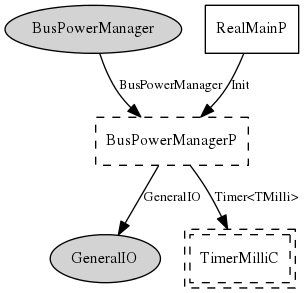 BusPowerManager
RealMainP
BusPowerManager
Init
BusPowerManagerP
GeneralIO
Timer<TMilli>
GeneralIO
TimerMilliC